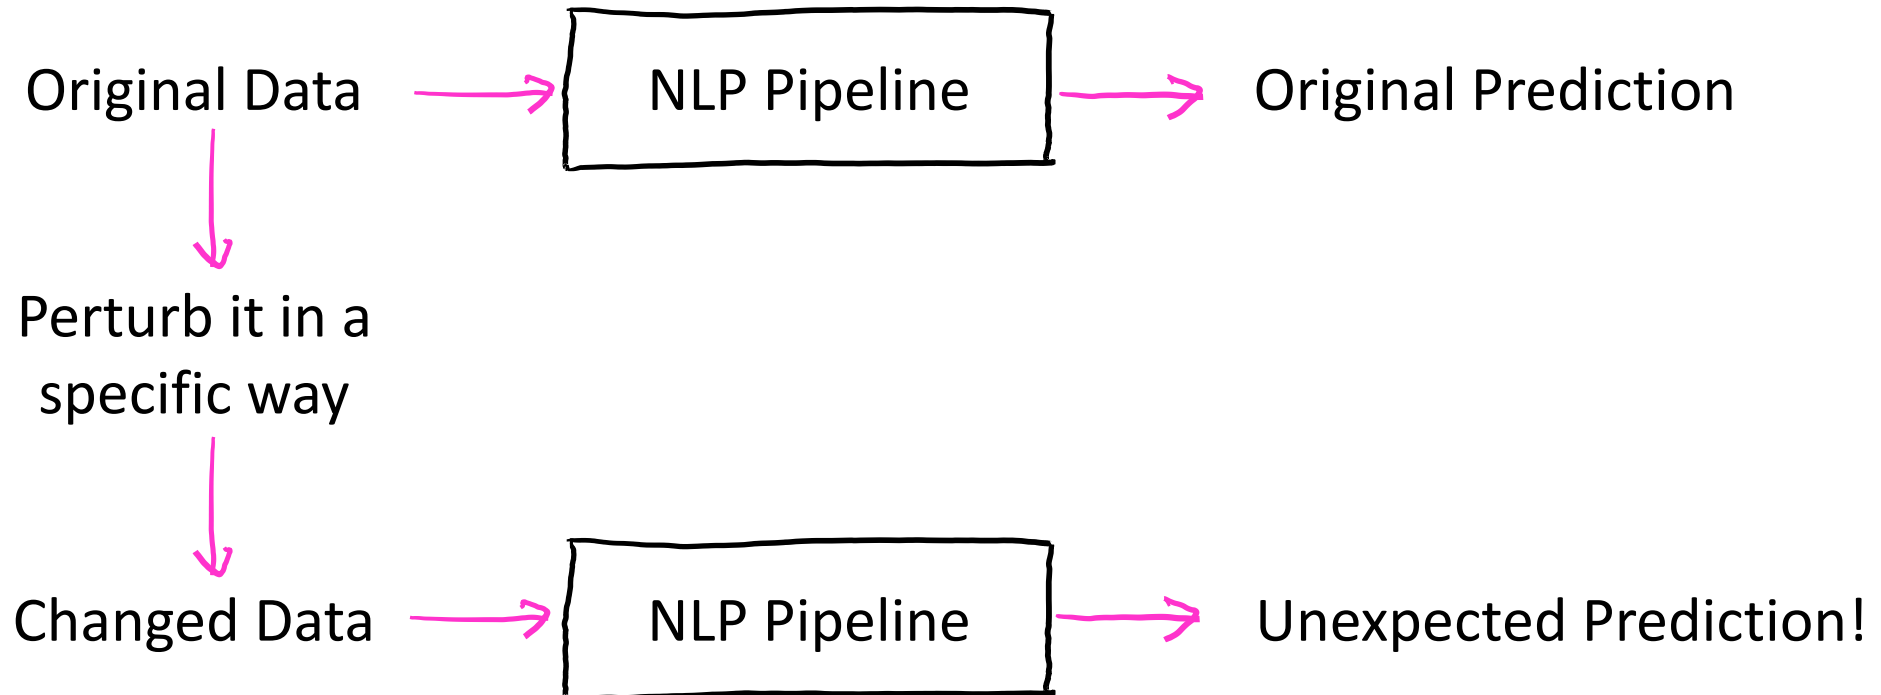 Original Data
NLP Pipeline
Original Prediction
Perturb it in a
specific way
Changed Data
NLP Pipeline
Unexpected Prediction!